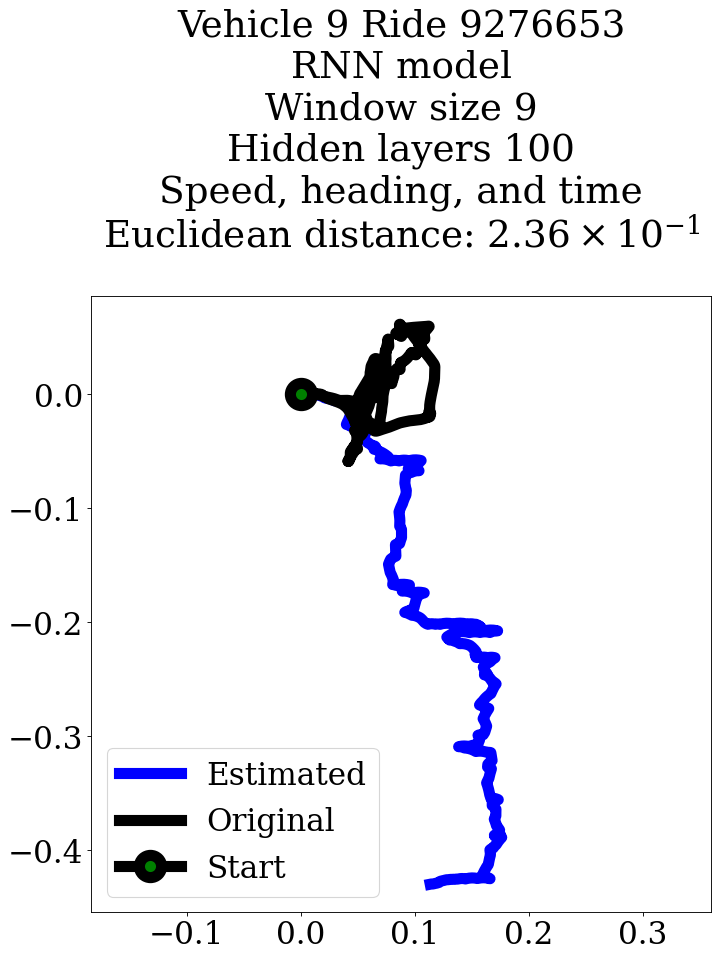 Vehicle 9 Ride 9276653
RNN model
Window size 9
Hidden layers 100
Speed, heading, and time
Euclidean distance: 2.36 × 10⁻¹
0.0
−0.1
−0.2
−0.3
−0.4
Estimated
Original
Start
−0.1 0.0 0.1 0.2 0.3